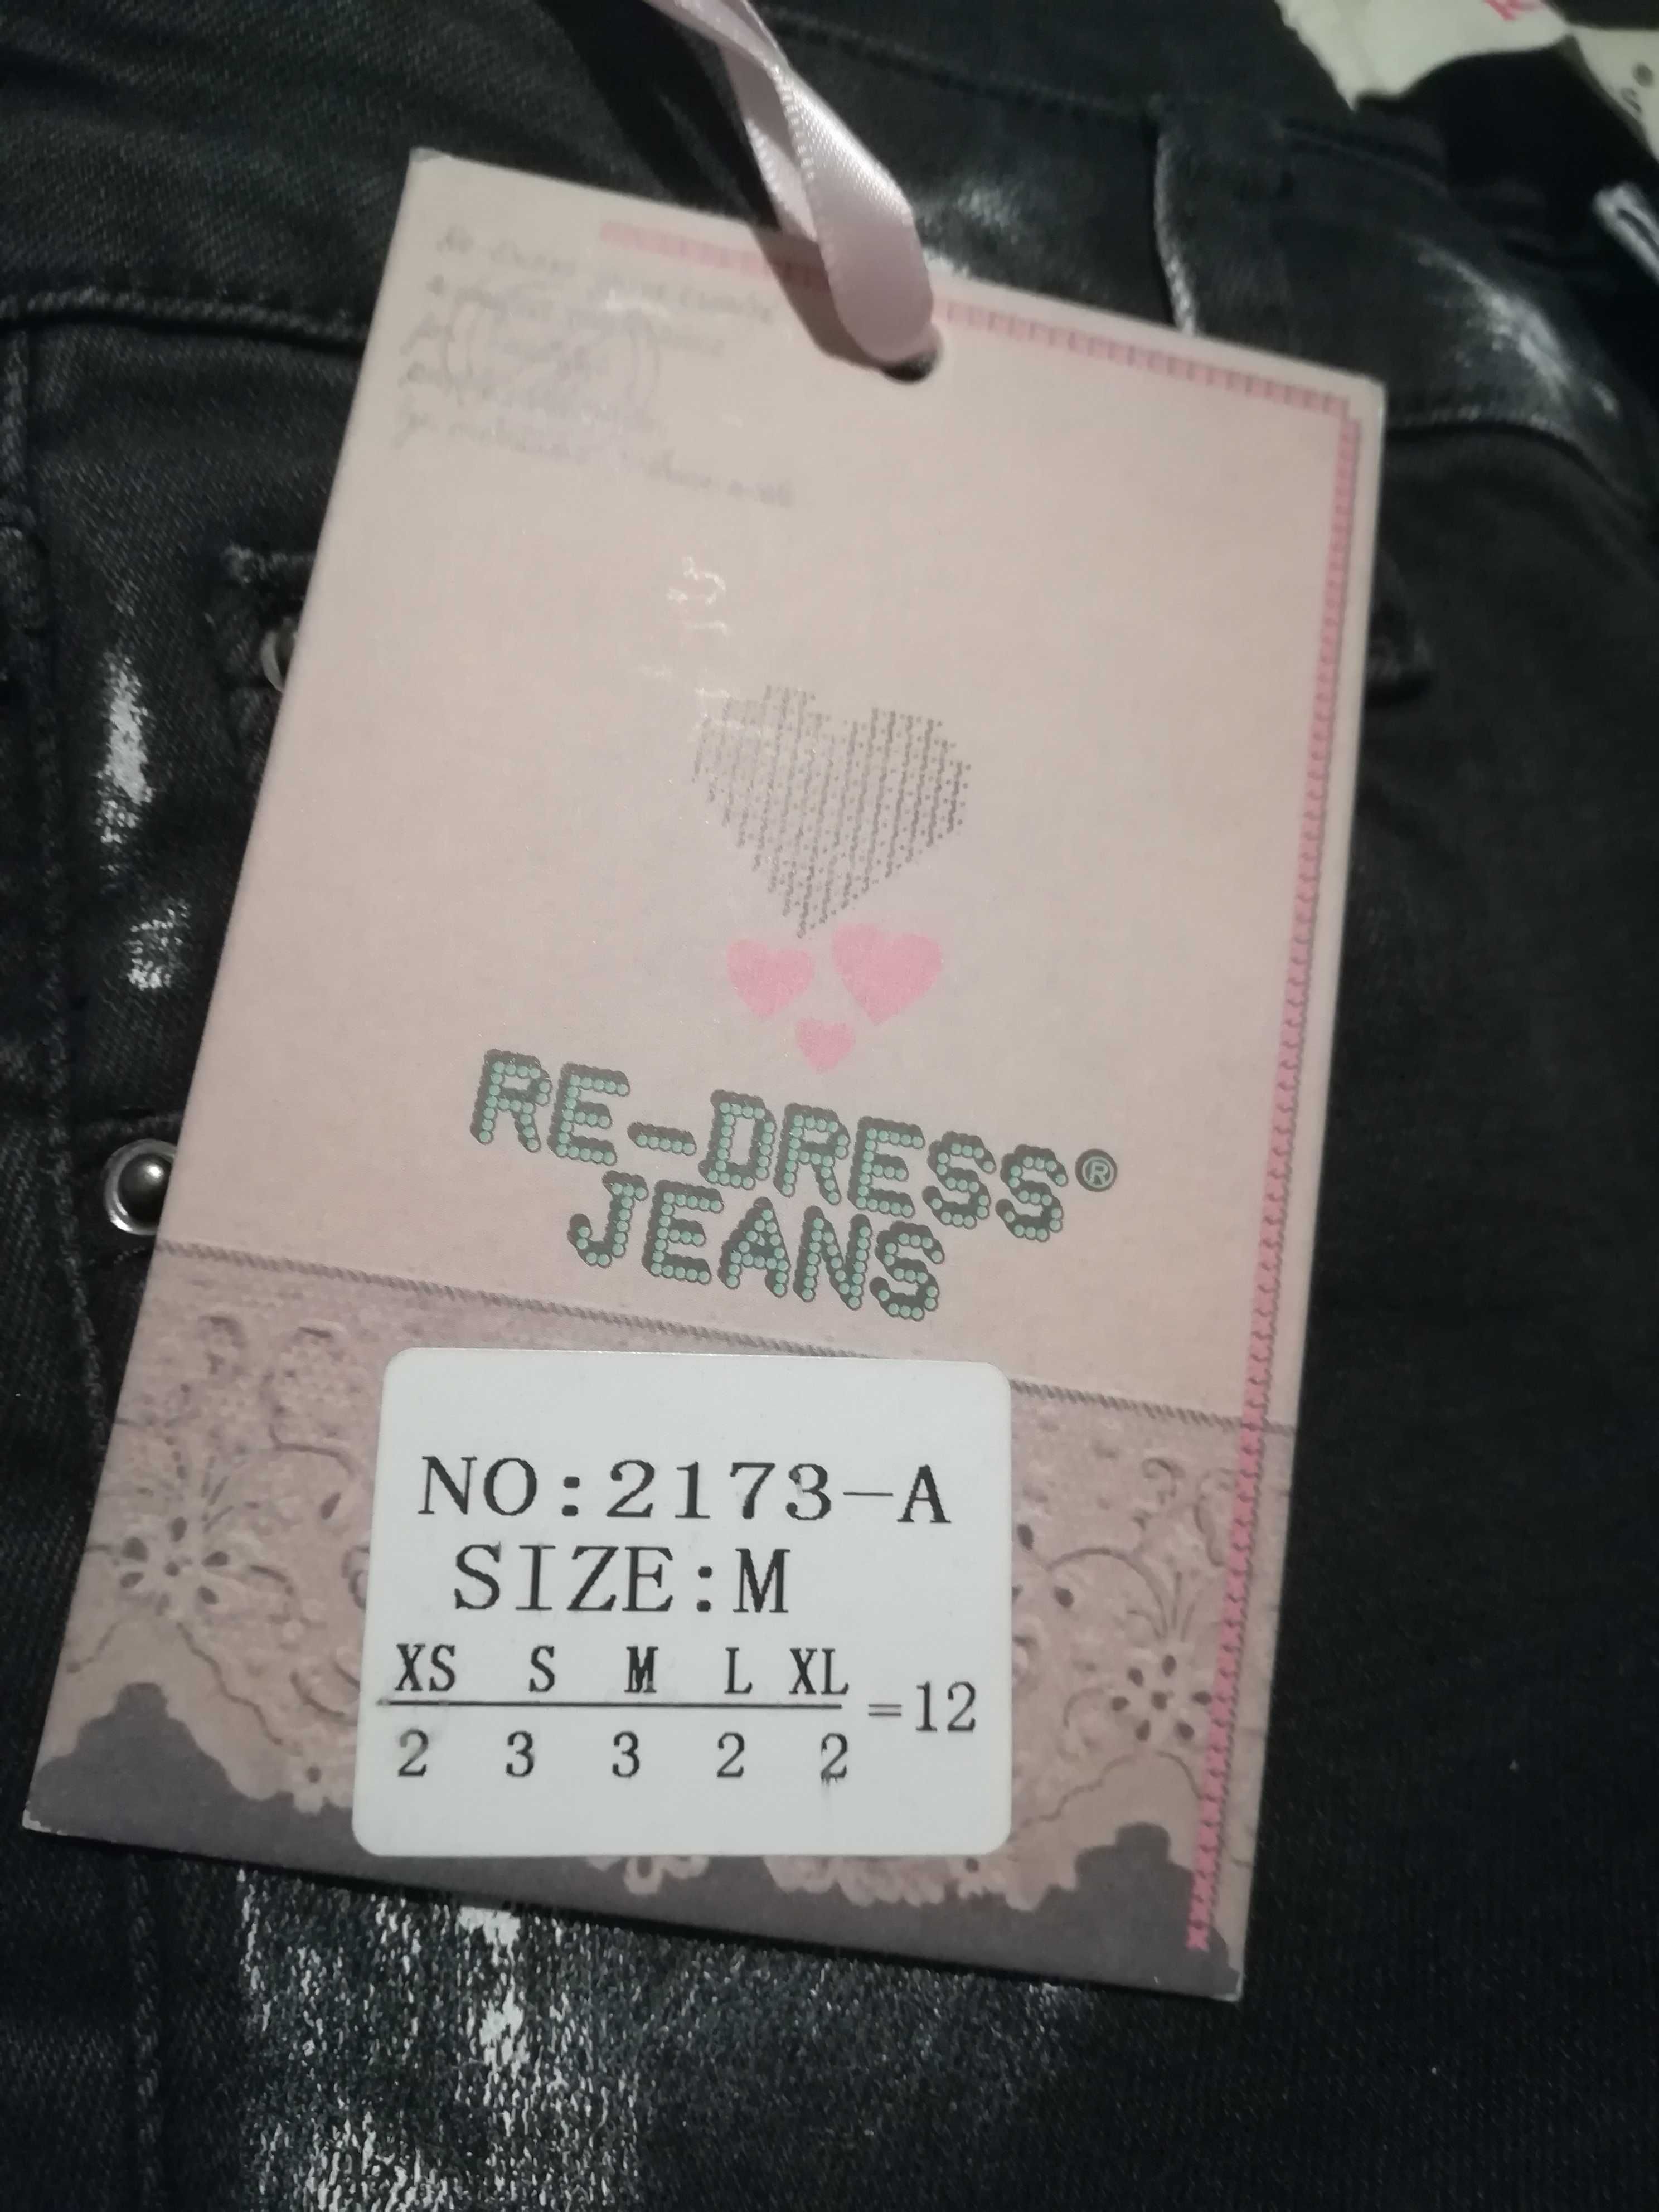 RE-DRESS®
JEANS
NO:2173-A
SIZE:M
XS S M L XL
=12
2 3 3 2 2